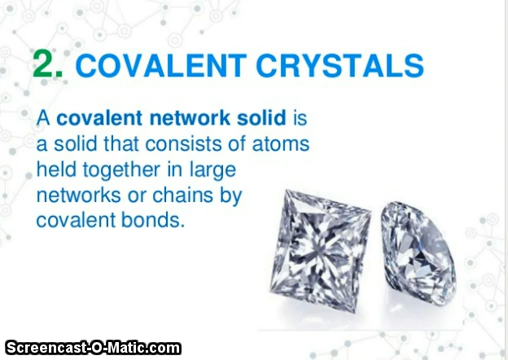 2. COVALENT CRYSTALS
A covalent network solid is
a solid that consists of atoms
held together in large
networks or chains by
covalent bonds.
Screencast-O-Matic.com